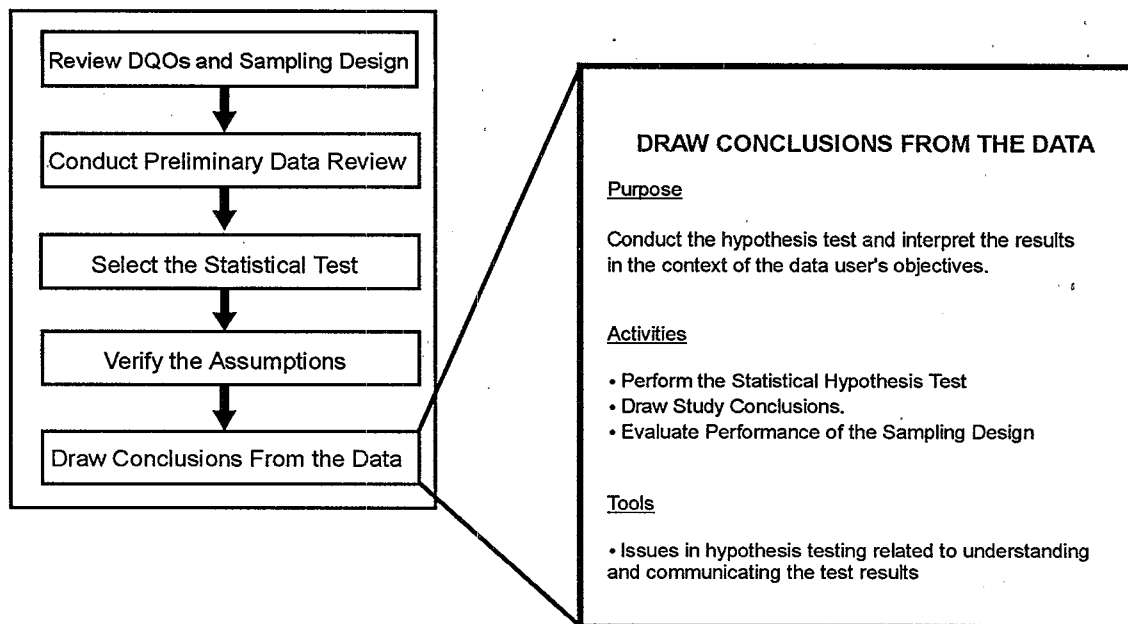 Review DQOs and Sampling Design
Conduct Preliminary Data Review
Select the Statistical Test
Verify the Assumptions
Draw Conclusions From the Data
DRAW CONCLUSIONS FROM THE DATA
Purpose
Conduct the hypothesis test and interpret the results
in the context of the data user's objectives.
Activities
• Perform the Statistical Hypothesis Test
• Draw Study Conclusions.
• Evaluate Performance of the Sampling Design
Tools
• Issues in hypothesis testing related to understanding
and communicating the test results